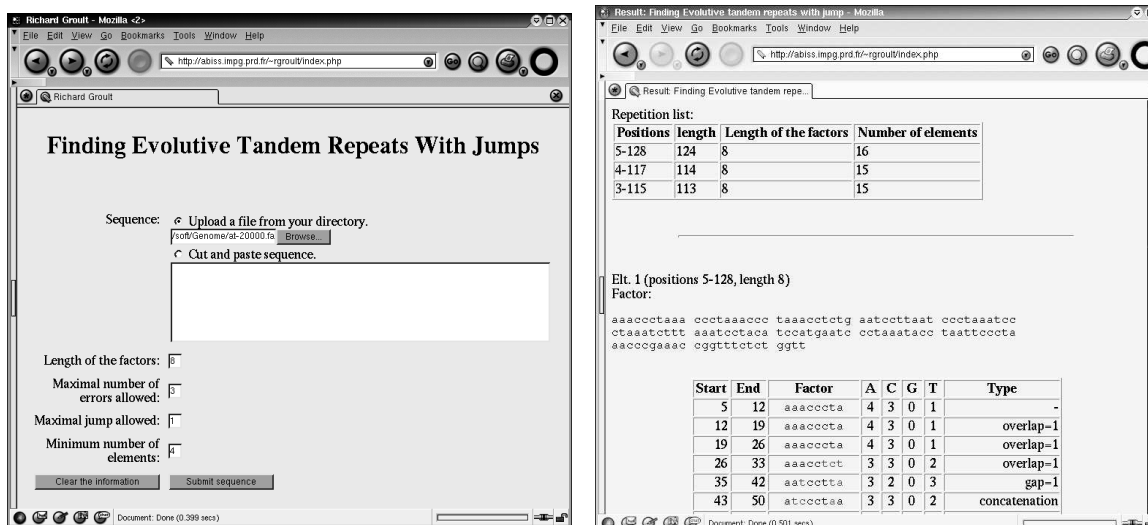 Richard Groult - Mozilla <2>
File Edit View Go Bookmarks Tools Window Help
http://abiss.impg.prd.fr/~rgroult/index.php
Go
Richard Groult
Finding Evolutive Tandem Repeats With Jumps
Sequence:
Upload a file from your directory.
/soft/Genome/at-20000.fa
Browse...
Cut and paste sequence.
Length of the factors: 8
Maximal number of
errors allowed: 3
Maximal jump allowed: 1
Minimum number of
elements: 4
Clear the information
Submit sequence
Document: Done (0.399 secs)
Result: Finding Evolutive tandem repeats with jump - Mozilla
File Edit View Go Bookmarks Tools Window Help
http://abiss.impg.prd.fr/~rgroult/index.php
Go
Result: Finding Evolutive tandem repe...
Repetition list:
Positions length Length of the factors Number of elements
5-128 124 8 16
4-117 114 8 15
3-115 113 8 15
Elt. 1 (positions 5-128, length 8)
Factor:
aaaccctaaa ccctaaaccc taaacctctg aatccttaat ccctaaatcc
ctaaatcttt aaatcctaca tccatgaatc cctaaatacc taattcccta
aacccgaaac cggtttctct ggtt
Start End Factor A C G T Type
5 12 aaacccta 4 3 0 1 -
12 19 aaacccta 4 3 0 1 overlap=1
19 26 aaacccta 4 3 0 1 overlap=1
26 33 aaacctct 3 3 0 2 overlap=1
35 42 aatcctta 3 2 0 3 gap=1
43 50 atccctaa 3 3 0 2 concatenation
Document: Done (0.501 secs)